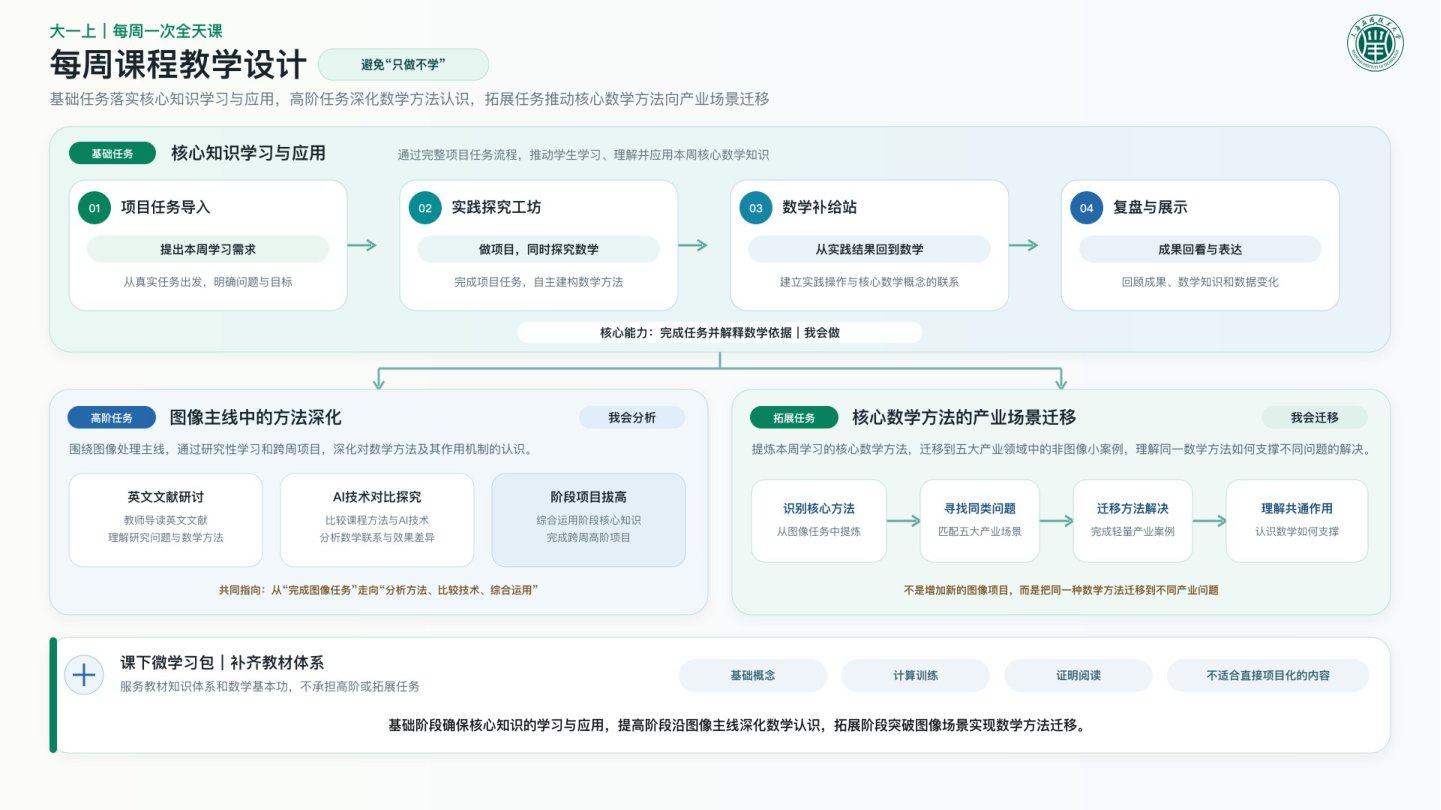 大一上｜每周一次全天课
每周课程教学设计
避免“只做不学”
基础任务落实核心知识学习与应用，高阶任务深化数学方法认识，拓展任务推动核心数学方法向产业场景迁移
基础任务
核心知识学习与应用
通过完整项目任务流程，推动学生学习、理解并应用本周核心数学知识
01 项目任务导入
提出本周学习需求
从真实任务出发，明确问题与目标
02 实践探究工坊
做项目，同时探究数学
完成项目任务，自主建构数学方法
03 数学补给站
从实践结果回到数学
建立实践操作与核心数学概念的联系
04 复盘与展示
成果回看与表达
回顾成果、数学知识和数据变化
核心能力：完成任务并解释数学依据｜我会做
高阶任务
图像主线中的方法深化
我会分析
围绕图像处理主线，通过研究性学习和跨周项目，深化对数学方法及其作用机制的认识。
英文文献研讨
教师导读英文文献
理解研究问题与数学方法
AI技术对比探究
比较课程方法与AI技术
分析数学联系与效果差异
阶段项目拔高
综合运用阶段核心知识
完成跨周高阶项目
共同指向：从“完成图像任务”走向“分析方法、比较技术、综合运用”
拓展任务
核心数学方法的产业场景迁移
我会迁移
提炼本周学习的核心数学方法，迁移到五大产业领域中的非图像小案例，理解同一数学方法如何支撑不同问题的解决。
识别核心方法
从图像任务中提炼
寻找同类问题
匹配五大产业场景
迁移方法解决
完成轻量产业案例
理解共通作用
认识数学如何支撑
不是增加新的图像项目，而是把同一种数学方法迁移到不同产业问题
课下微学习包｜补齐教材体系
服务教材知识体系和数学基本功，不承担高阶或拓展任务
基础概念
计算训练
证明阅读
不适合直接项目化的内容
基础阶段确保核心知识的学习与应用，提高阶段沿图像主线深化数学认识，拓展阶段突破图像场景实现数学方法迁移。